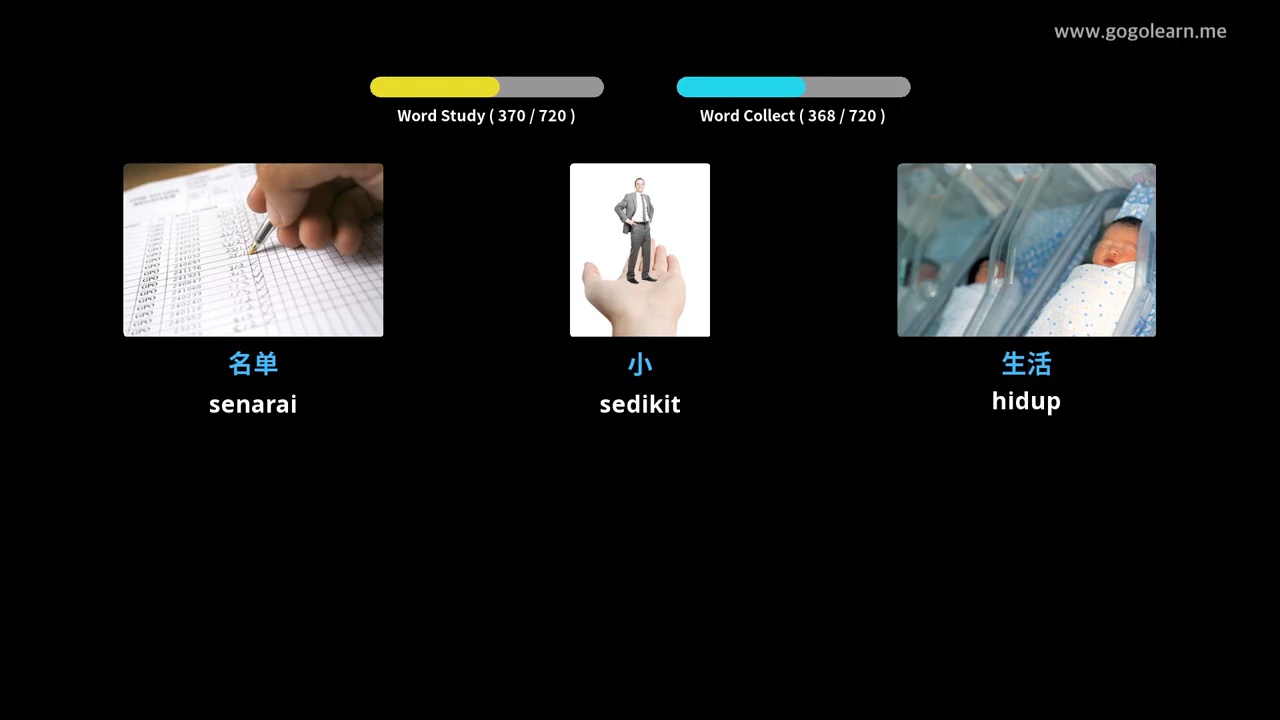 www.gogolearn.me
Word Study ( 370 / 720 )
Word Collect ( 368 / 720 )
名单
小
生活
senarai
sedikit
hidup